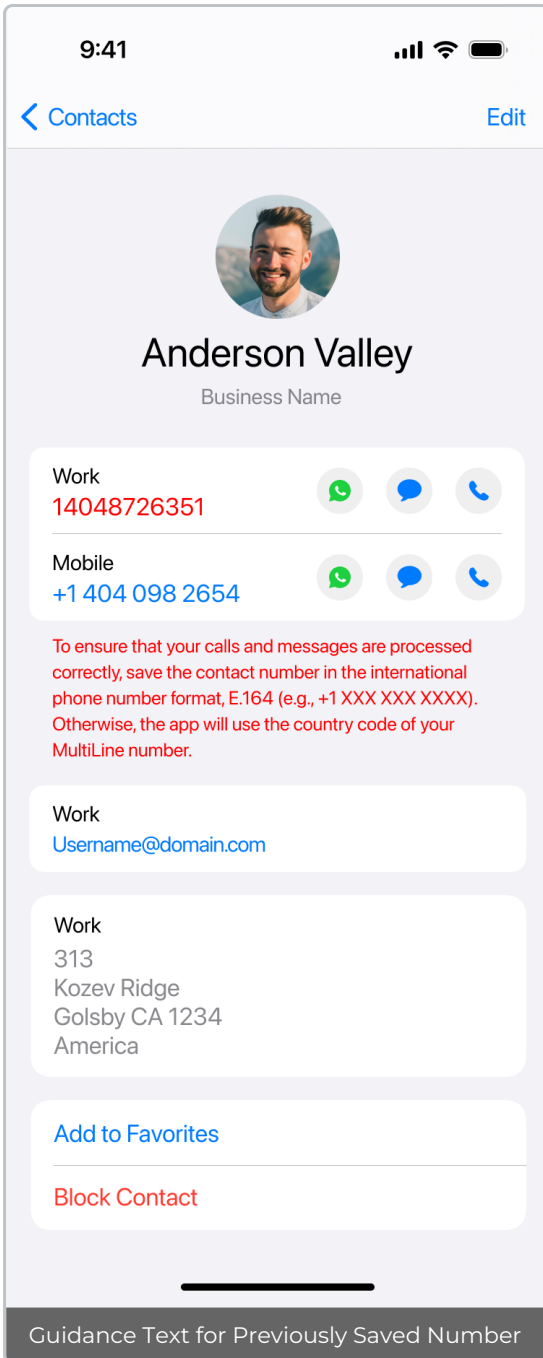 9:41
Contacts
Edit
Anderson Valley
Business Name
Work
14048726351
Mobile
+1 404 098 2654
To ensure that your calls and messages are processed
correctly, save the contact number in the international
phone number format, E.164 (e.g., +1 XXX XXX XXXX).
Otherwise, the app will use the country code of your
MultiLine number.
Work
Username@domain.com
Work
313
Kozev Ridge
Golsby CA 1234
America
Add to Favorites
Block Contact
Guidance Text for Previously Saved Number